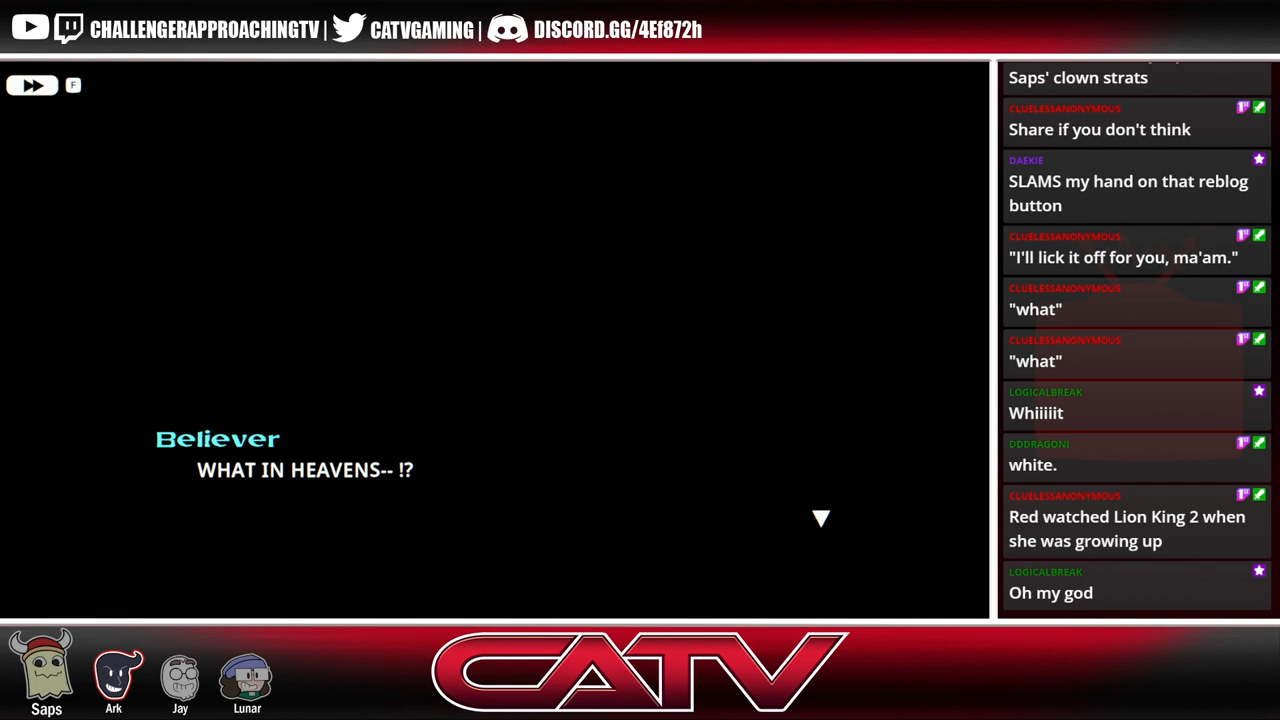 CHALLENGERAPPROACHINGTV | CATVGAMING | DISCORD.GG/4Ef872h
F
Believer
WHAT IN HEAVENS-- !?
Saps' clown strats
CLUELESSANONYMOUS
Share if you don't think
DAEKIE
SLAMS my hand on that reblog
button
CLUELESSANONYMOUS
"I'll lick it off for you, ma'am."
CLUELESSANONYMOUS
"what"
CLUELESSANONYMOUS
"what"
LOGICALBREAK
Whiiiiit
DDDRAGONI
white.
CLUELESSANONYMOUS
Red watched Lion King 2 when
she was growing up
LOGICALBREAK
Oh my god
Saps
Ark
Jay
Lunar
CATV